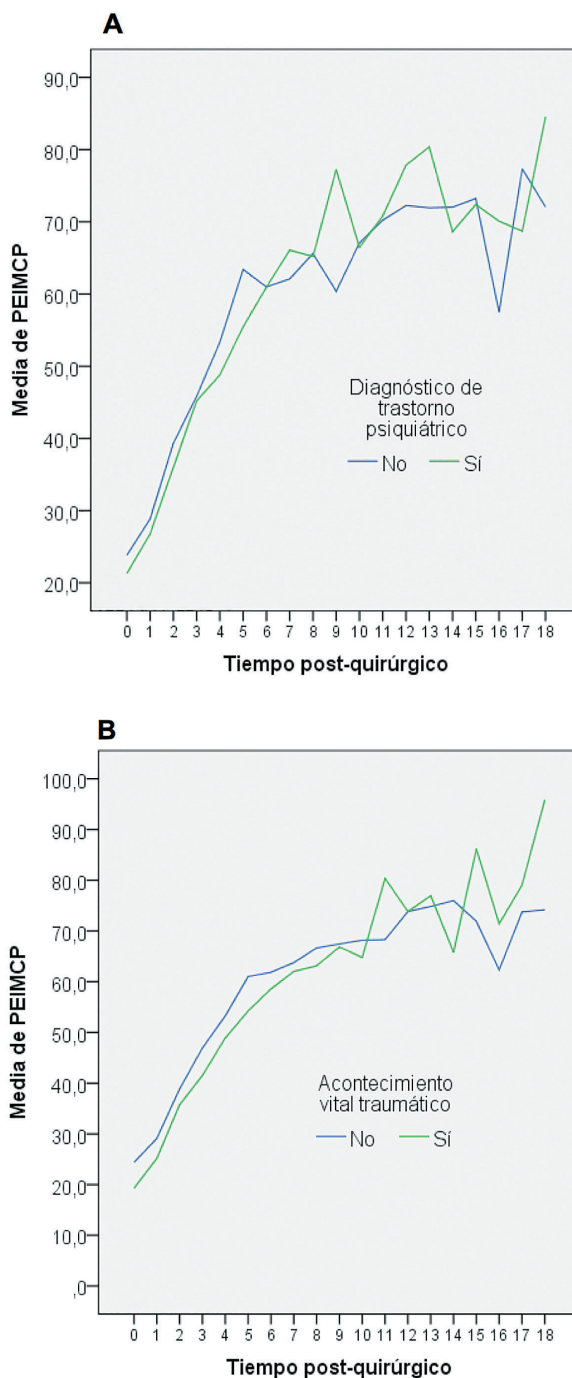 A
90,0
80,0
70,0
60,0
50,0
40,0
30,0
20,0
Media de PEIMCP
Diagnóstico de
trastorno
psiquiátrico
No Sí
0 1 2 3 4 5 6 7 8 9 10 11 12 13 14 15 16 17 18
Tiempo post-quirúrgico
B
100,0
90,0
80,0
70,0
60,0
50,0
40,0
30,0
20,0
10,0
,0
Media de PEIMCP
Acontecimiento
vital traumático
No Sí
0 1 2 3 4 5 6 7 8 9 10 11 12 13 14 15 16 17 18
Tiempo post-quirúrgico